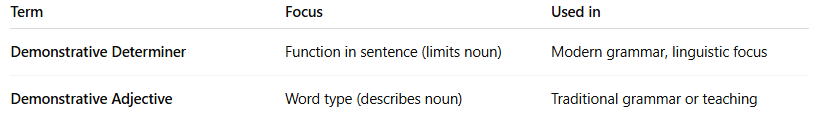 Term Focus Used in
Demonstrative Determiner Function in sentence (limits noun) Modern grammar, linguistic focus
Demonstrative Adjective Word type (describes noun) Traditional grammar or teaching